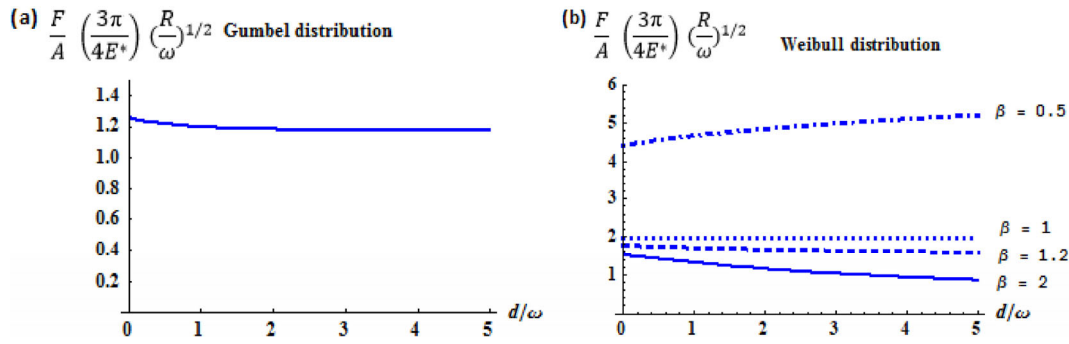 (a) F/A (3π/4E*) (R/ω)^1/2 Gumbel distribution
1.4
1.2
1.0
0.8
0.6
0.4
0.2
0 1 2 3 4 5 d/ω
(b) F/A (3π/4E*) (R/ω)^1/2 Weibull distribution
6
5
4
3
2
1
β = 0.5
β = 1
β = 1.2
β = 2
0 1 2 3 4 5 d/ω